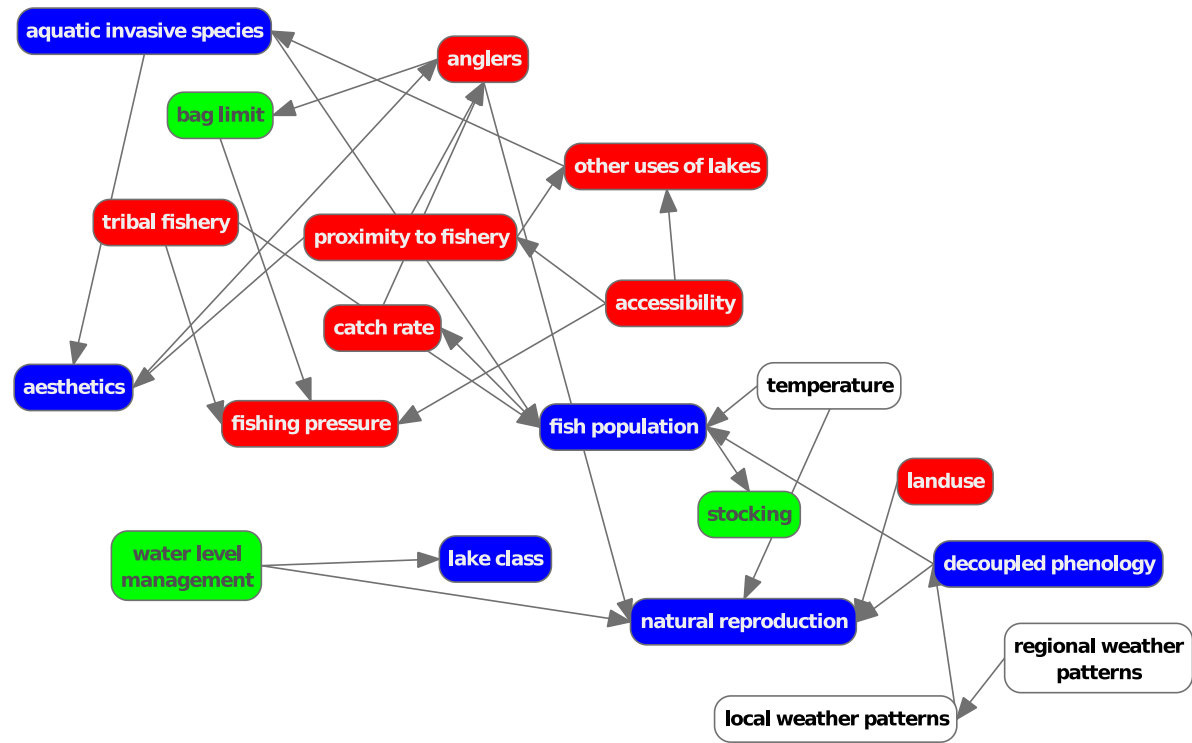 aquatic invasive species
anglers
bag limit
other uses of lakes
tribal fishery
proximity to fishery
accessibility
catch rate
aesthetics
temperature
fishing pressure
fish population
landuse
stocking
water level
management
lake class
decoupled phenology
natural reproduction
regional weather
patterns
local weather patterns